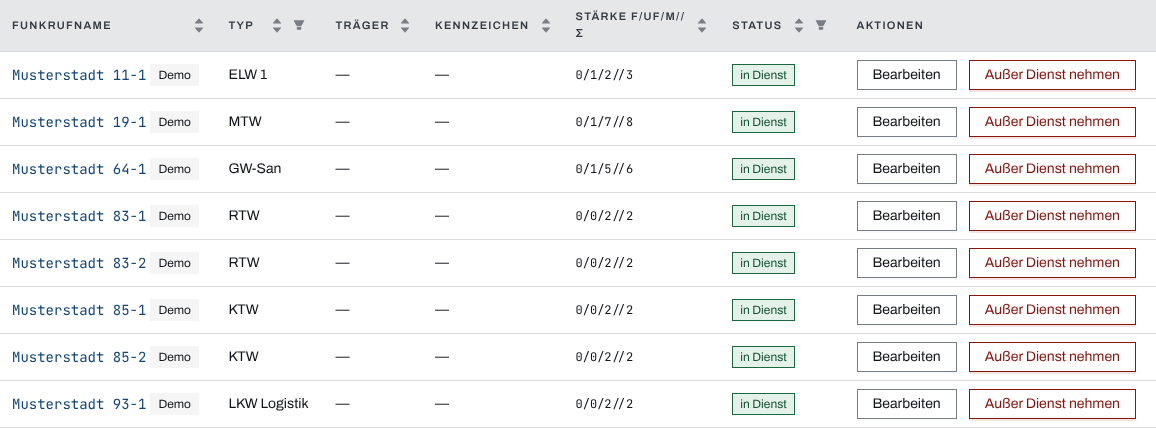 FUNKRUFNAME TYP TRÄGER KENNZEICHEN STÄRKE F/UF/M// Σ STATUS AKTIONEN
Musterstadt 11-1 Demo ELW 1 — — 0/1/2//3 in Dienst Bearbeiten Außer Dienst nehmen
Musterstadt 19-1 Demo MTW — — 0/1/7//8 in Dienst Bearbeiten Außer Dienst nehmen
Musterstadt 64-1 Demo GW-San — — 0/1/5//6 in Dienst Bearbeiten Außer Dienst nehmen
Musterstadt 83-1 Demo RTW — — 0/0/2//2 in Dienst Bearbeiten Außer Dienst nehmen
Musterstadt 83-2 Demo RTW — — 0/0/2//2 in Dienst Bearbeiten Außer Dienst nehmen
Musterstadt 85-1 Demo KTW — — 0/0/2//2 in Dienst Bearbeiten Außer Dienst nehmen
Musterstadt 85-2 Demo KTW — — 0/0/2//2 in Dienst Bearbeiten Außer Dienst nehmen
Musterstadt 93-1 Demo LKW Logistik — — 0/0/2//2 in Dienst Bearbeiten Außer Dienst nehmen